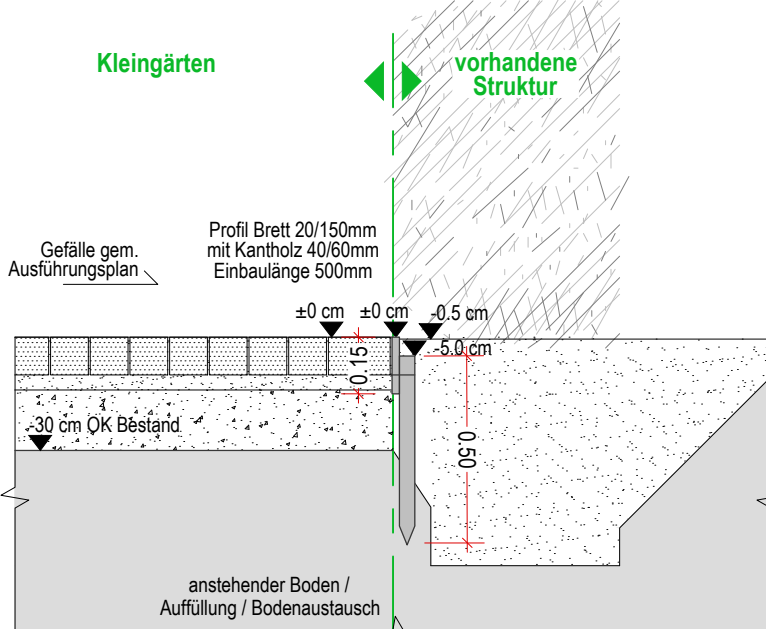 Kleingärten
vorhandene
Struktur
Profil Brett 20/150mm
mit Kantholz 40/60mm
Einbaulänge 500mm
Gefälle gem.
Ausführungsplan
±0 cm
±0 cm
-0.5 cm
-5.0 cm
0.15
-30 cm OK Bestand
0.50
anstehender Boden /
Auffüllung / Bodenaustausch